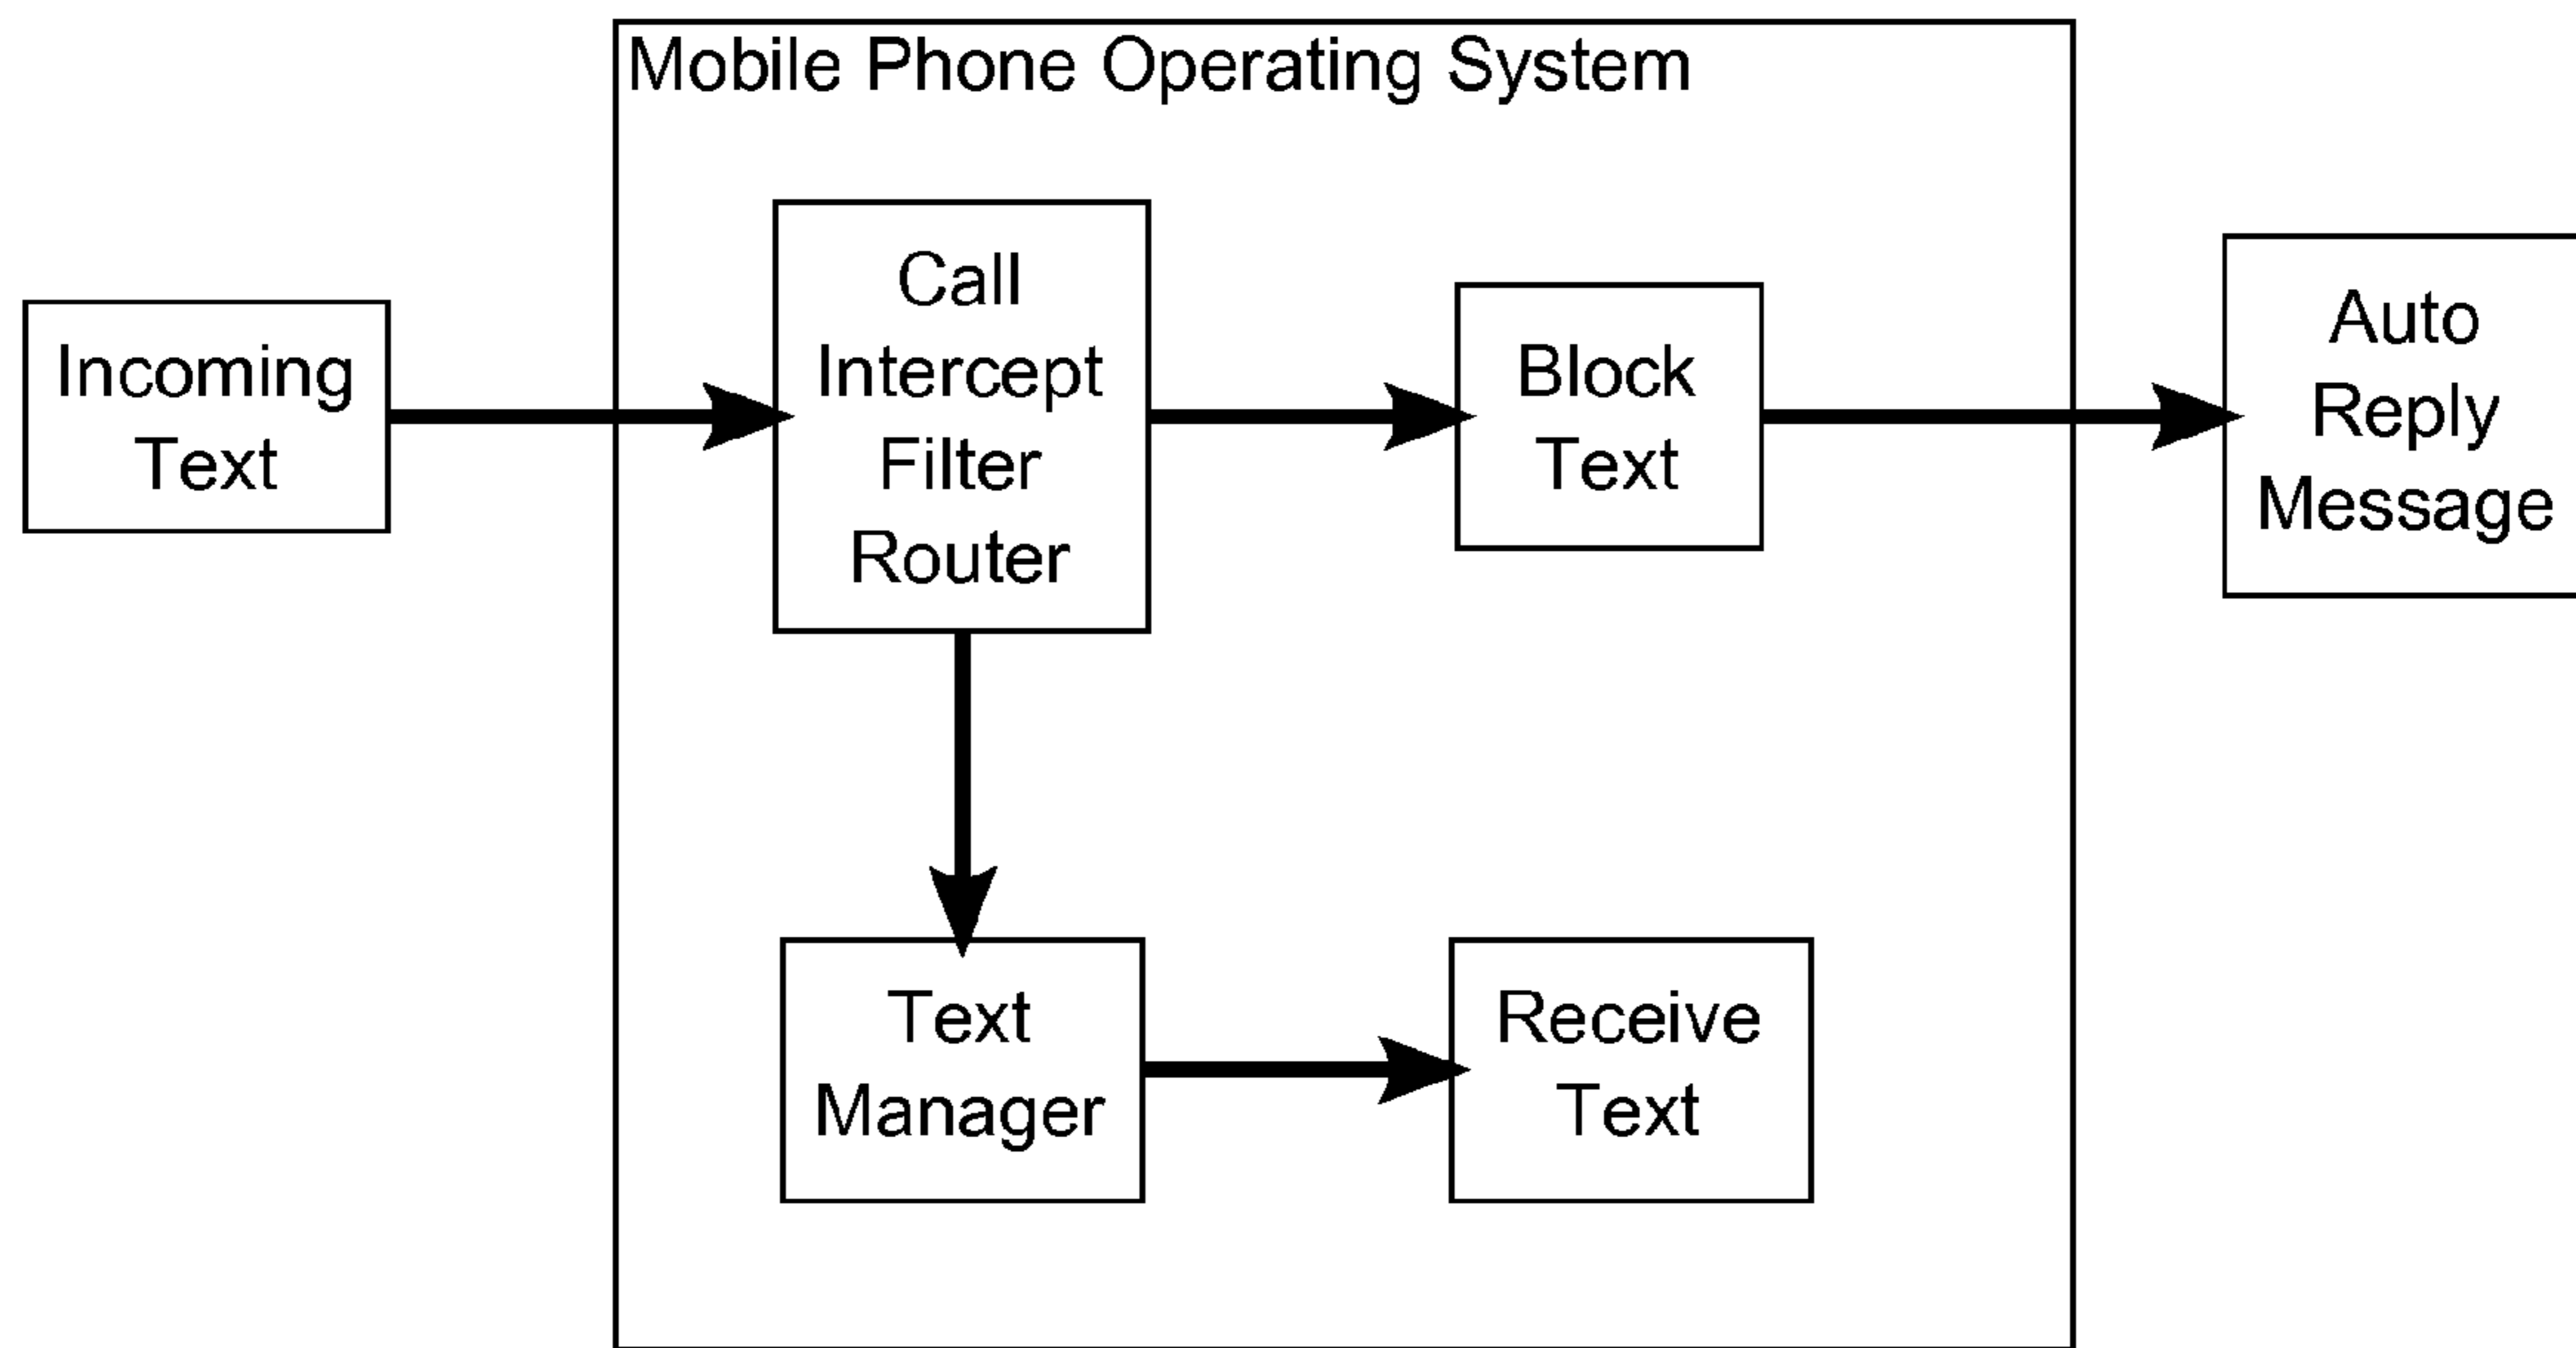 Mobile Phone Operating System
Incoming
Text
Call
Intercept
Filter
Router
Block
Text
Auto
Reply
Message
Text
Manager
Receive
Text